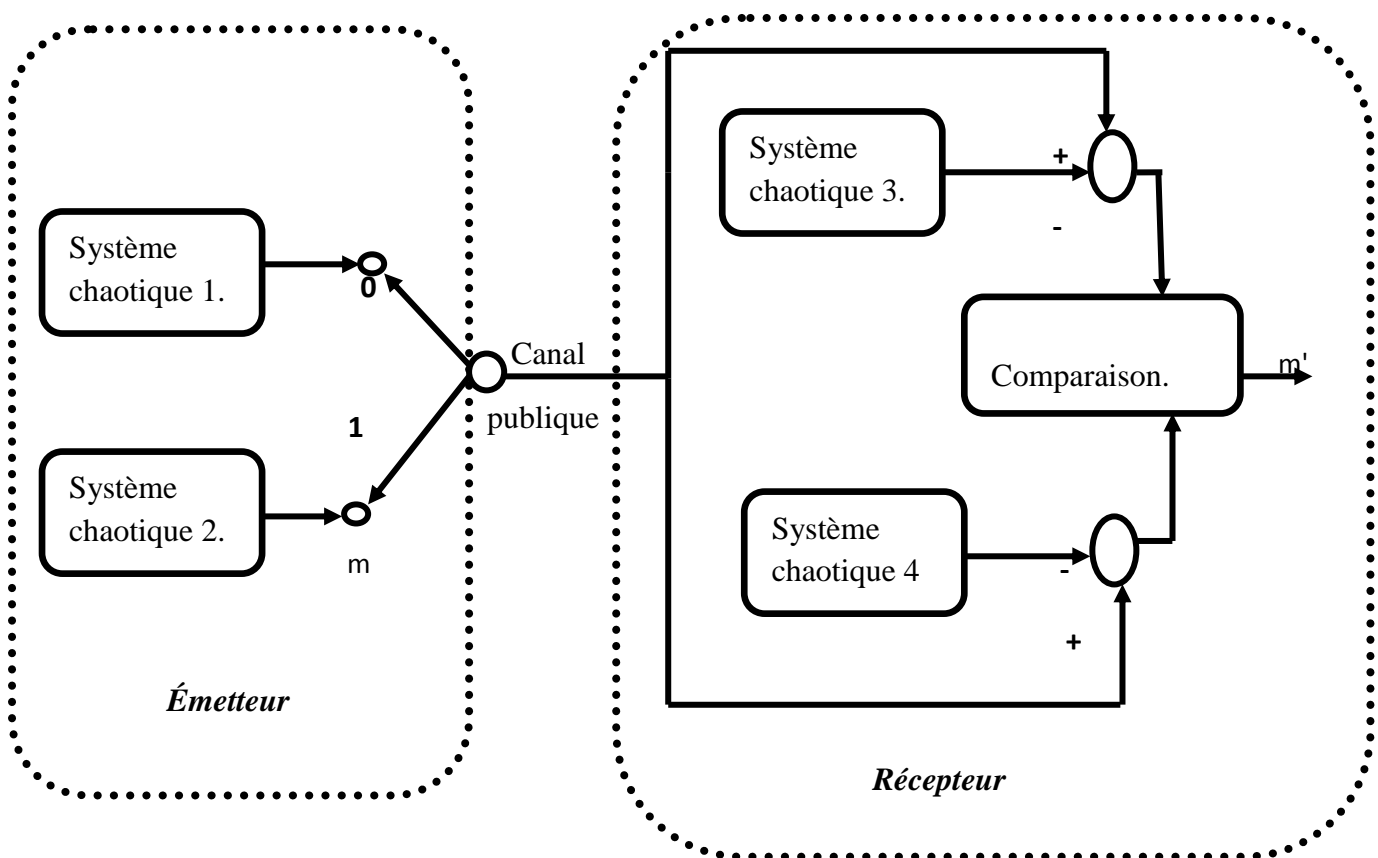 Système
chaotique 1.
0
1
Système
chaotique 2.
m
Émetteur
Canal
publique
Système
chaotique 3.
+
-
Comparaison.
m'
Système
chaotique 4
-
+
Récepteur